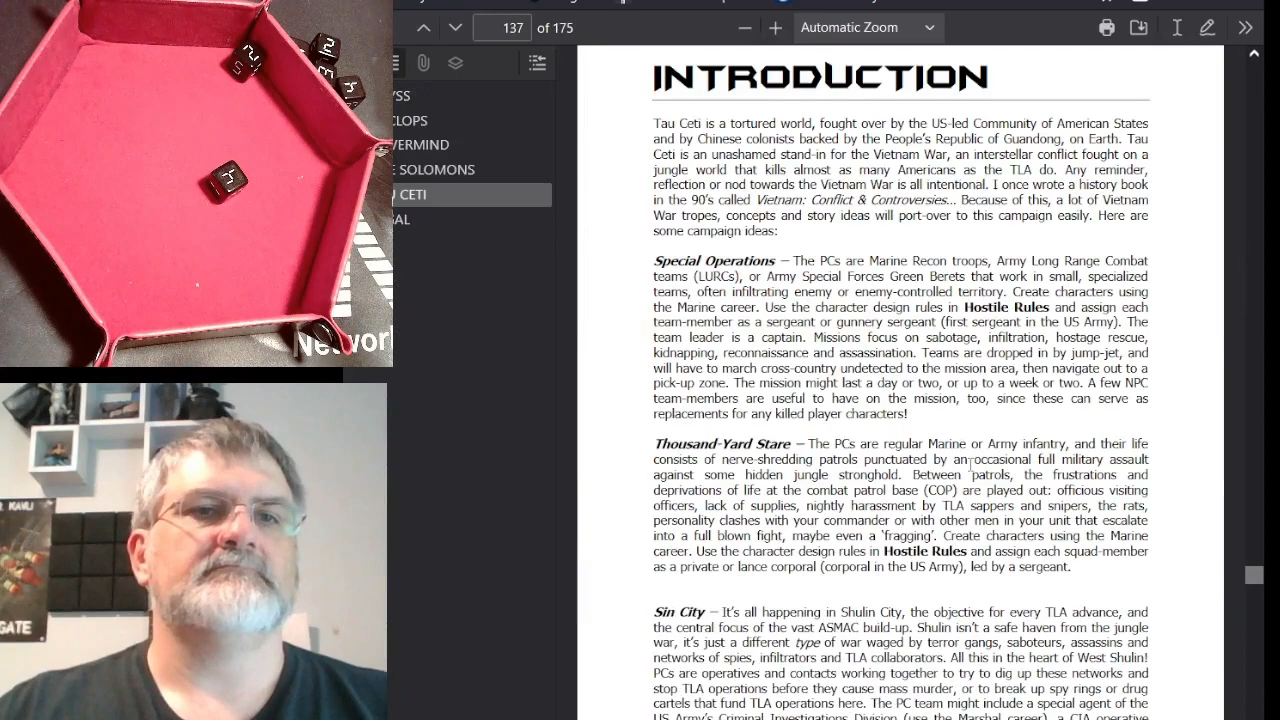 137 of 175
Automatic Zoom
YSS
CLOPS
VERMIND
SOLOMONS
CETI
GAL
INTRODUCTION
Tau Ceti is a tortured world, fought over by the US-led Community of American States
and by Chinese colonists backed by the People's Republic of Guandong, on Earth. Tau
Ceti is an unashamed stand-in for the Vietnam War, an interstellar conflict fought on a
jungle world that kills almost as many Americans as the TLA do. Any reminder,
reflection or nod towards the Vietnam War is all intentional. I once wrote a history book
in the 90's called Vietnam: Conflict & Controversies... Because of this, a lot of Vietnam
War tropes, concepts and story ideas will port-over to this campaign easily. Here are
some campaign ideas:
Special Operations – The PCs are Marine Recon troops, Army Long Range Combat
teams (LURCs), or Army Special Forces Green Berets that work in small, specialized
teams, often infiltrating enemy or enemy-controlled territory. Create characters using
the Marine career. Use the character design rules in Hostile Rules and assign each
team-member as a sergeant or gunnery sergeant (first sergeant in the US Army). The
team leader is a captain. Missions focus on sabotage, infiltration, hostage rescue,
kidnapping, reconnaissance and assassination. Teams are dropped in by jump-jet, and
will have to march cross-country undetected to the mission area, then navigate out to a
pick-up zone. The mission might last a day or two, or up to a week or two. A few NPC
team-members are useful to have on the mission, too, since these can serve as
replacements for any killed player characters!
Thousand-Yard Stare – The PCs are regular Marine or Army infantry, and their life
consists of nerve-shredding patrols punctuated by an occasional full military assault
against some hidden jungle stronghold. Between patrols, the frustrations and
deprivations of life at the combat patrol base (COP) are played out: officious visiting
officers, lack of supplies, nightly harassment by TLA sappers and snipers, the rats,
personality clashes with your commander or with other men in your unit that escalate
into a full blown fight, maybe even a 'fragging'. Create characters using the Marine
career. Use the character design rules in Hostile Rules and assign each squad-member
as a private or lance corporal (corporal in the US Army), led by a sergeant.
Sin City – It's all happening in Shulin City, the objective for every TLA advance, and
the central focus of the vast ASMAC build-up. Shulin isn't a safe haven from the jungle
war, it's just a different type of war waged by terror gangs, saboteurs, assassins and
networks of spies, infiltrators and TLA collaborators. All this in the heart of West Shulin!
PCs are operatives and contacts working together to try to dig up these networks and
stop TLA operations before they cause mass murder, or to break up spy rings or drug
cartels that fund TLA operations here. The PC team might include a special agent of the
US Army's Criminal Investigations Division (use the Marshal career), a CIA operative
Networ
GATE